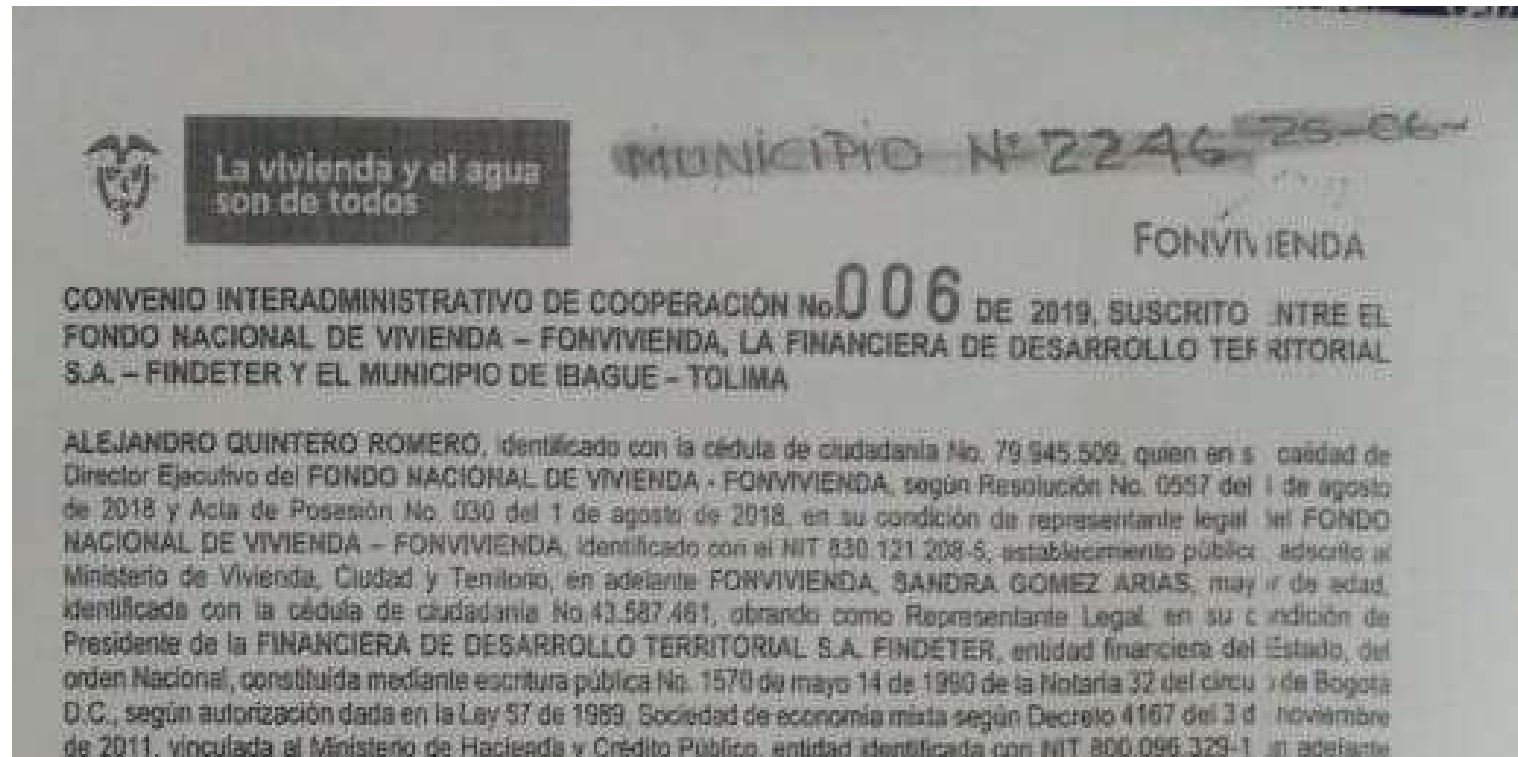 La vivienda y el agua
son de todos
MUNICIPIO Nº 2246 25-06-
FONVIVIENDA
CONVENIO INTERADMINISTRATIVO DE COOPERACIÓN No. 006 DE 2019, SUSCRITO NTRE EL
FONDO NACIONAL DE VIVIENDA – FONVIVIENDA, LA FINANCIERA DE DESARROLLO TERRITORIAL
S.A. – FINDETER Y EL MUNICIPIO DE IBAGUE – TOLIMA
ALEJANDRO QUINTERO ROMERO, identificado con la cédula de ciudadanía No. 79.945.509, quien en s calidad de
Director Ejecutivo del FONDO NACIONAL DE VIVIENDA - FONVIVIENDA, según Resolución No. 0557 del 1 de agosto
de 2018 y Acta de Posesión No. 030 del 1 de agosto de 2018, en su condición de representante legal del FONDO
NACIONAL DE VIVIENDA – FONVIVIENDA, identificado con el NIT 830.121.208-5, establecimiento público adscrito al
Ministerio de Vivienda, Ciudad y Territorio, en adelante FONVIVIENDA, SANDRA GOMEZ ARIAS, mayor de edad,
identificada con la cédula de ciudadanía No.43.587.461, obrando como Representante Legal, en su c ndición de
Presidente de la FINANCIERA DE DESARROLLO TERRITORIAL S.A. FINDETER, entidad financiera del Estado, del
orden Nacional, constituida mediante escritura pública No. 1570 de mayo 14 de 1990 de la Notaria 32 del circu de Bogota
D.C., según autorización dada en la Ley 57 de 1989, Sociedad de economía mixta según Decreto 4167 del 3 d noviembre
de 2011, vinculada al Ministerio de Hacienda y Crédito Público, entidad identificada con NIT 800.096.329-1 en adelante